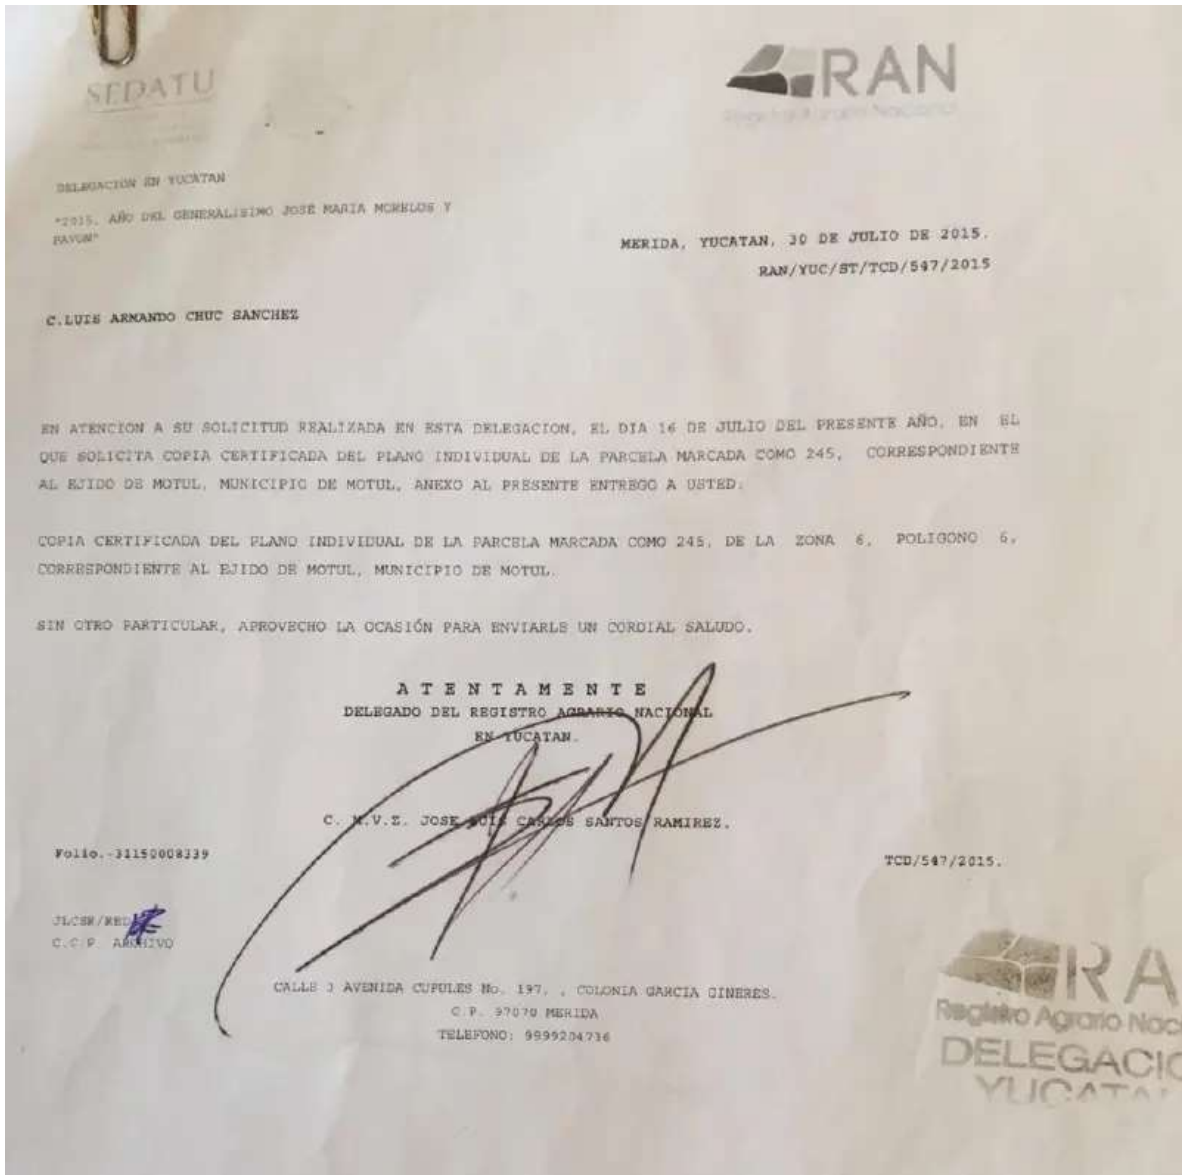 SEDATU
RAN
Registro Agrario Nacional
DELEGACION EN YUCATAN
"2015, AÑO DEL GENERALISIMO JOSÉ MARIA MORELOS Y
PAVON"
MERIDA, YUCATAN, 30 DE JULIO DE 2015.
RAN/YUC/ST/TCD/547/2015
C.LUIS ARMANDO CHUC SANCHEZ
EN ATENCION A SU SOLICITUD REALIZADA EN ESTA DELEGACION, EL DIA 16 DE JULIO DEL PRESENTE AÑO, EN EL
QUE SOLICITA COPIA CERTIFICADA DEL PLANO INDIVIDUAL DE LA PARCELA MARCADA COMO 245, CORRESPONDIENTE
AL EJIDO DE MOTUL, MUNICIPIO DE MOTUL, ANEXO AL PRESENTE ENTREGO A USTED:
COPIA CERTIFICADA DEL PLANO INDIVIDUAL DE LA PARCELA MARCADA COMO 245, DE LA ZONA 6, POLIGONO 6,
CORRESPONDIENTE AL EJIDO DE MOTUL, MUNICIPIO DE MOTUL.
SIN OTRO PARTICULAR, APROVECHO LA OCASIÓN PARA ENVIARLE UN CORDIAL SALUDO.
A T E N T A M E N T E
DELEGADO DEL REGISTRO AGRARIO NACIONAL
EN YUCATAN.
C. M.V.Z. JOSE LUIS CARLOS SANTOS RAMIREZ.
Folio.-31150008339
TCD/547/2015.
JLCSR/RED
C.C.P. ARCHIVO
CALLE 3 AVENIDA CUPULES No. 197, , COLONIA GARCIA GINERES.
C.P. 97070 MERIDA
TELEFONO: 9999204736
RA
Registro Agrario Nac
DELEGACI
YUCATA